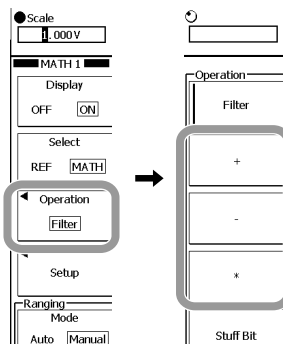 Scale
1.000V
MATH 1
Display
OFF ON
Select
REF MATH
Operation
Filter
Setup
Ranging
Mode
Auto Manual
Operation
Filter
+
-
*
Stuff Bit